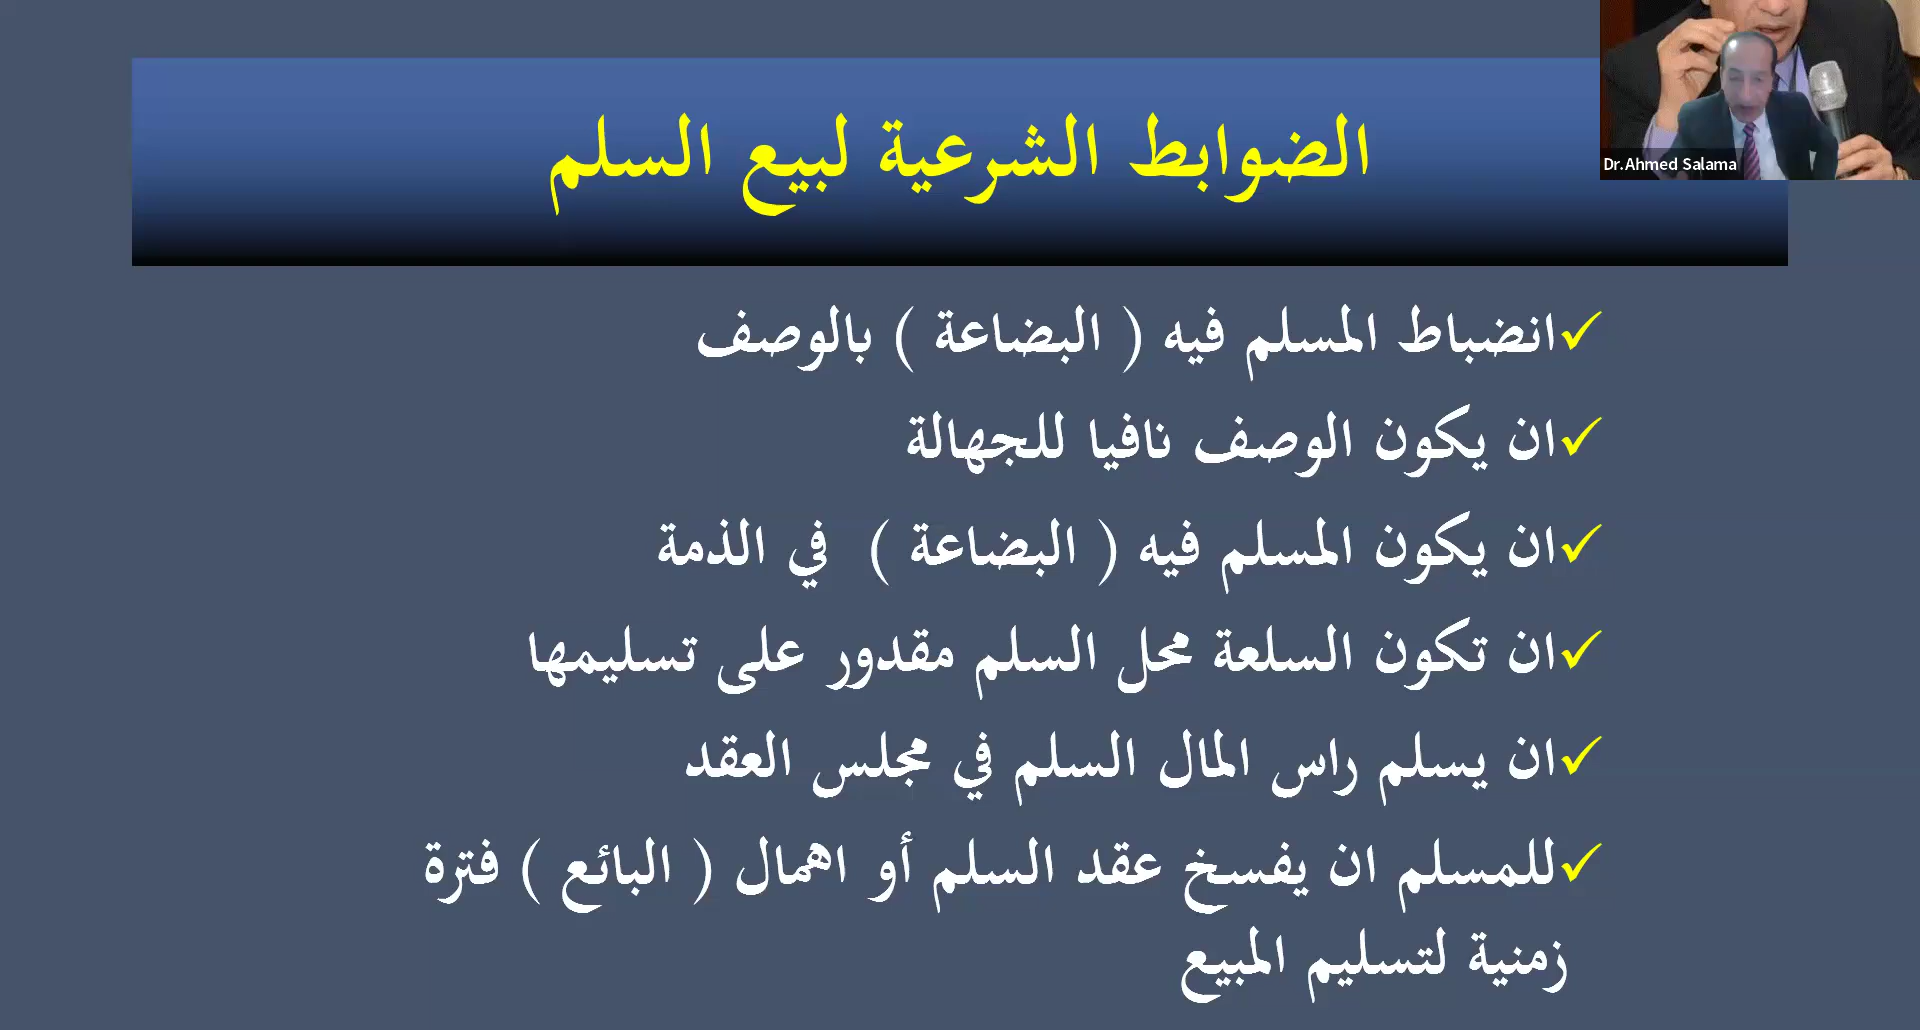 الضوابط الشرعية لبيع السلم
Dr.Ahmed Salama
✓انضباط المسلم فيه ( البضاعة ) بالوصف
✓ان يكون الوصف نافيا للجهالة
✓ان يكون المسلم فيه ( البضاعة ) في الذمة
✓ان تكون السلعة محل السلم مقدور على تسليمها
✓ان يسلم راس المال السلم في مجلس العقد
✓للمسلم ان يفسخ عقد السلم أو اهمال ( البائع ) فترة
زمنية لتسليم المبيع